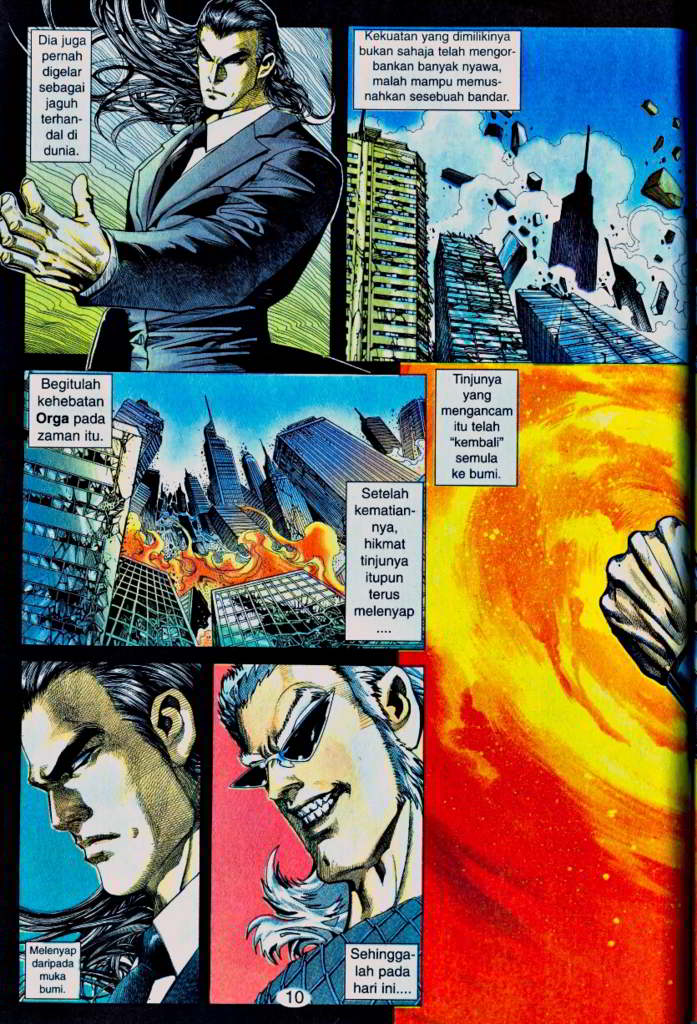 Dia juga
pernah
digelar
sebagai
jaguh
terhan-
dal di
dunia.
Kekuatan yang dimilikinya
bukan sahaja telah mengor-
bankan banyak nyawa,
malah mampu memus-
nahkan sesebuah bandar.
Begitulah
kehebatan
Orga pada
zaman itu.
Setelah
kematian-
nya,
hikmat
tinjunya
itupun
terus
melenyap
....
Tinjunya
yang
mengancam
itu telah
"kembali"
semula
ke bumi.
Melenyap
daripada
muka
bumi.
Sehingga-
lah pada
hari ini....
10